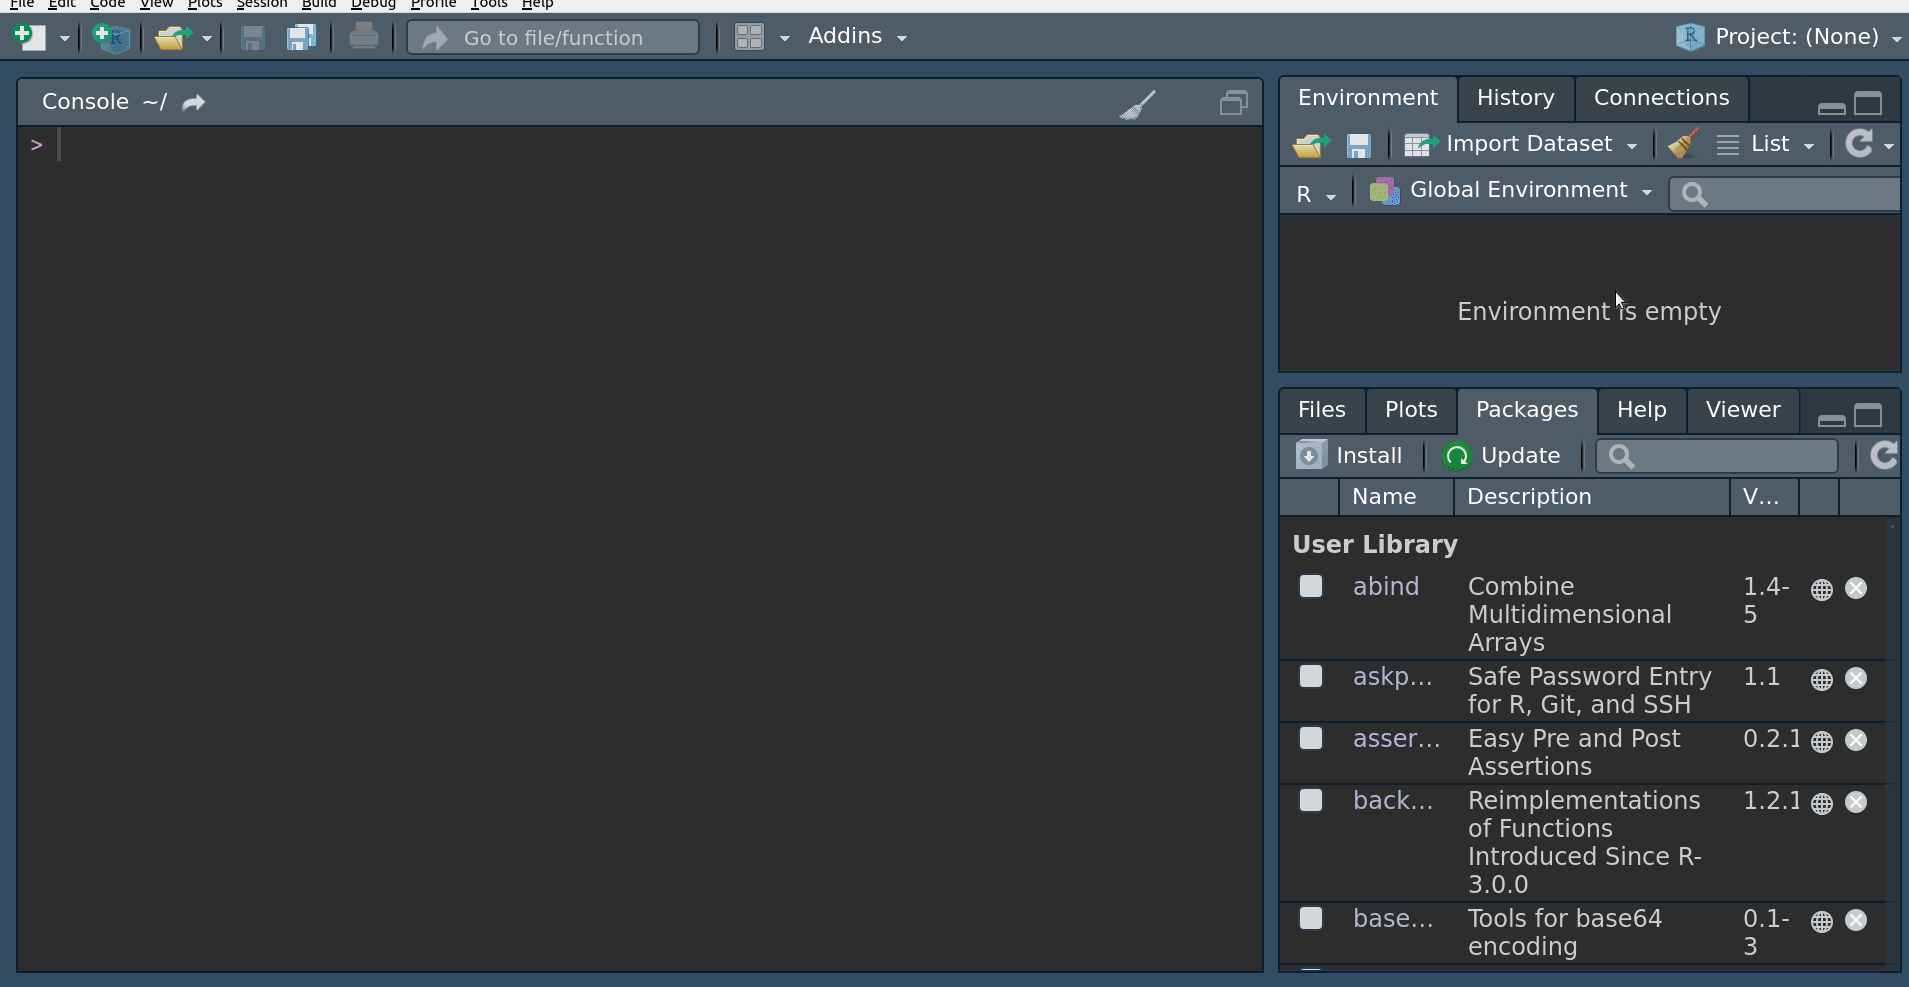 File Edit Code View Plots Session Build Debug Profile Tools Help
Go to file/function
Addins
Project: (None)
Console ~/
>
Environment History Connections
Import Dataset List
R Global Environment
Environment is empty
Files Plots Packages Help Viewer
Install Update
Name Description V...
User Library
abind Combine 1.4-
Multidimensional 5
Arrays
askp... Safe Password Entry 1.1
for R, Git, and SSH
asser... Easy Pre and Post 0.2.1
Assertions
back... Reimplementations 1.2.1
of Functions
Introduced Since R-
3.0.0
base... Tools for base64 0.1-
encoding 3